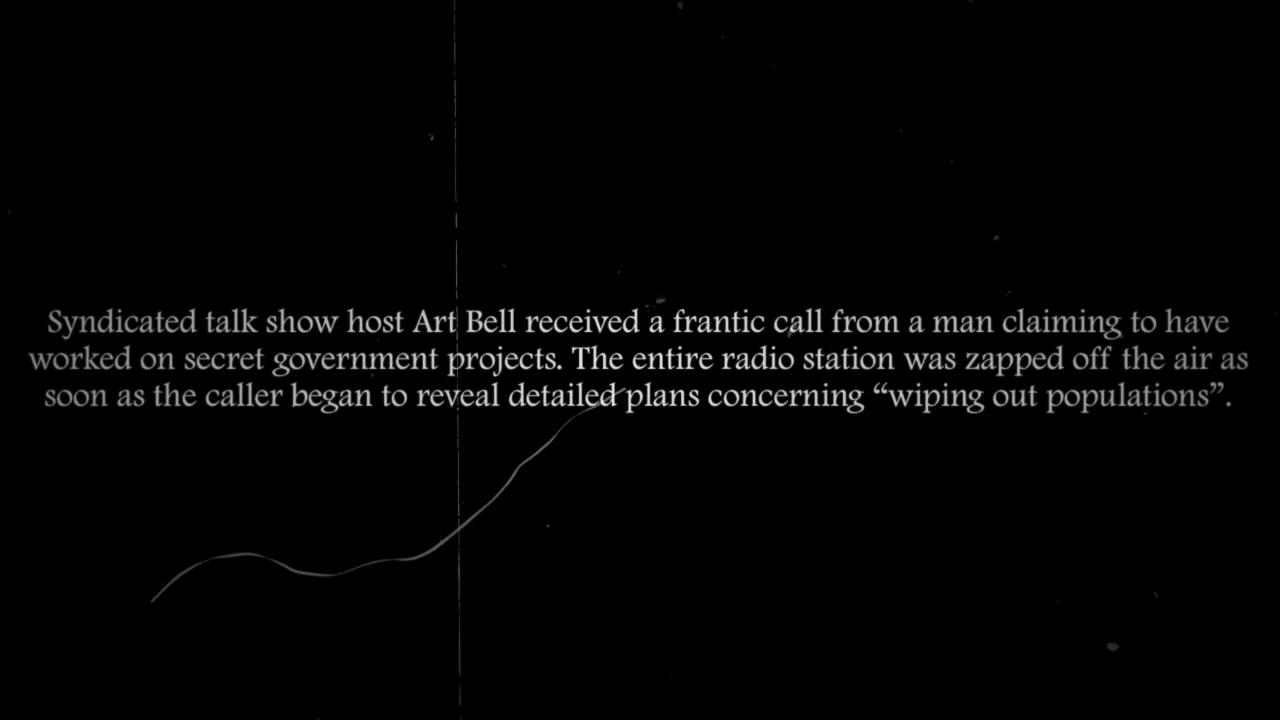 Syndicated talk show host Art Bell received a frantic call from a man claiming to have
worked on secret government projects. The entire radio station was zapped off the air as
soon as the caller began to reveal detailed plans concerning “wiping out populations”.